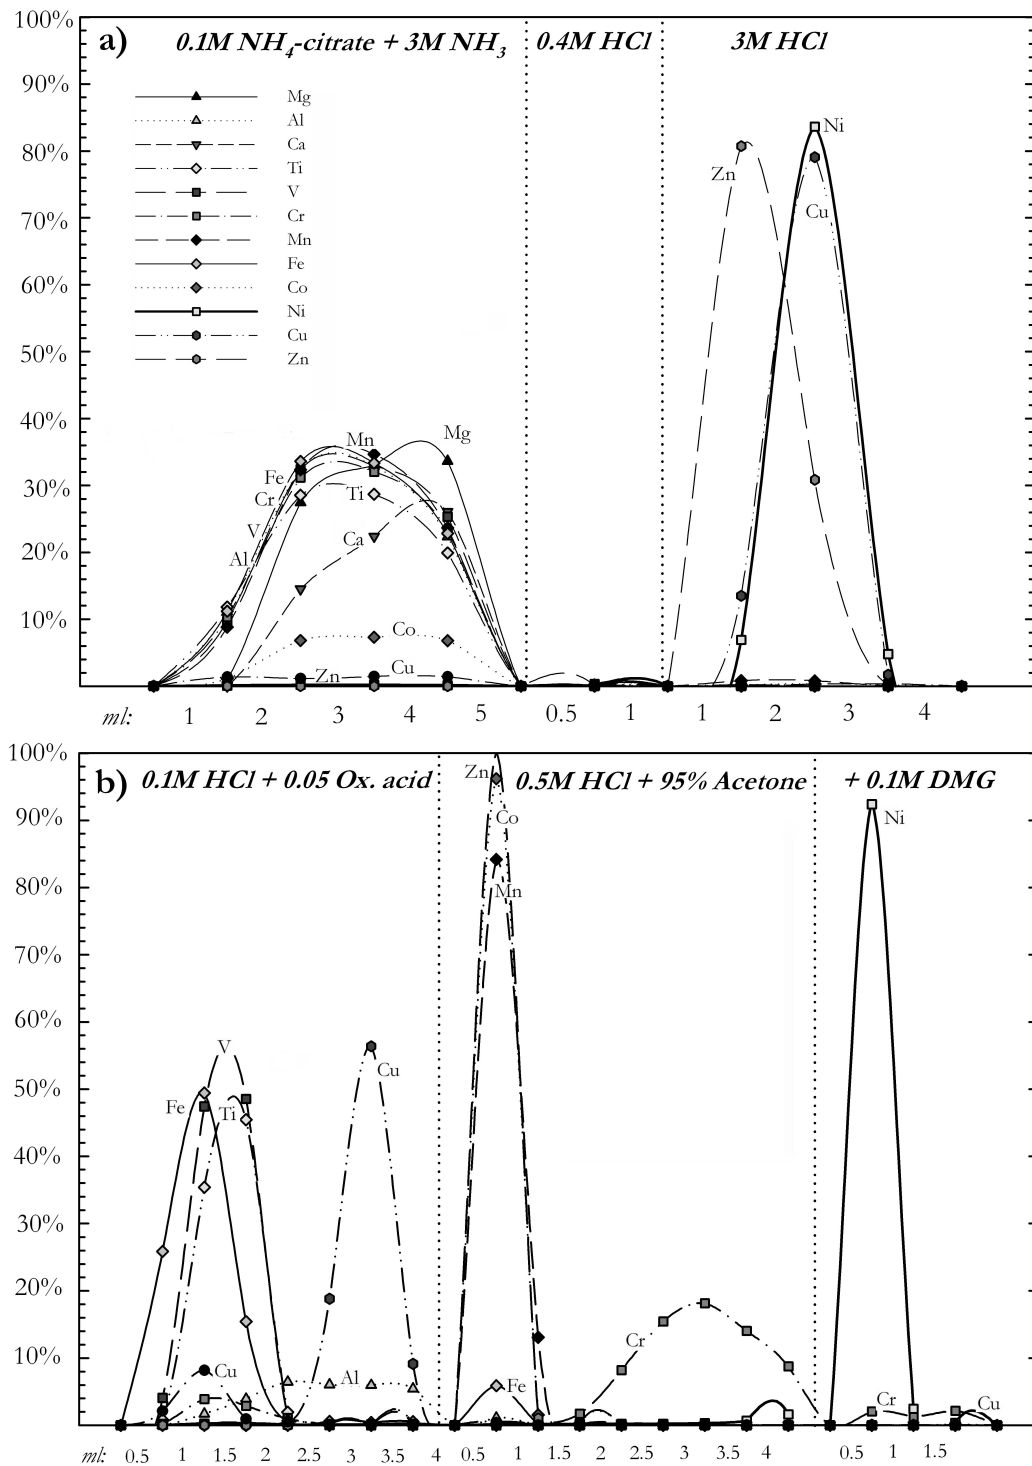 100%
a) 0.1M NH4-citrate + 3M NH3 0.4M HCl 3M HCl
90%
Mg
Al
Ca
Ti
V
Cr
Mn
Fe
Co
Ni
Cu
Zn
80%
70%
60%
50%
40%
30%
20%
10%
Ni
Zn
Cu
Mn
Mg
Fe
Ti
Cr
V
Ca
Al
Co
Cu
Zn
ml: 1 2 3 4 5 0.5 1 1 2 3 4
100%
b) 0.1M HCl + 0.05 Ox. acid 0.5M HCl + 95% Acetone + 0.1M DMG
90%
80%
70%
60%
50%
40%
30%
20%
10%
Zn
Co
Ni
Mn
V
Cu
Fe
Ti
Cr
Cu
Al
Fe
Cr
Cu
ml: 0.5 1 1.5 2 2.5 3 3.5 4 0.5 1 1.5 2 2.5 3 3.5 4 0.5 1 1.5